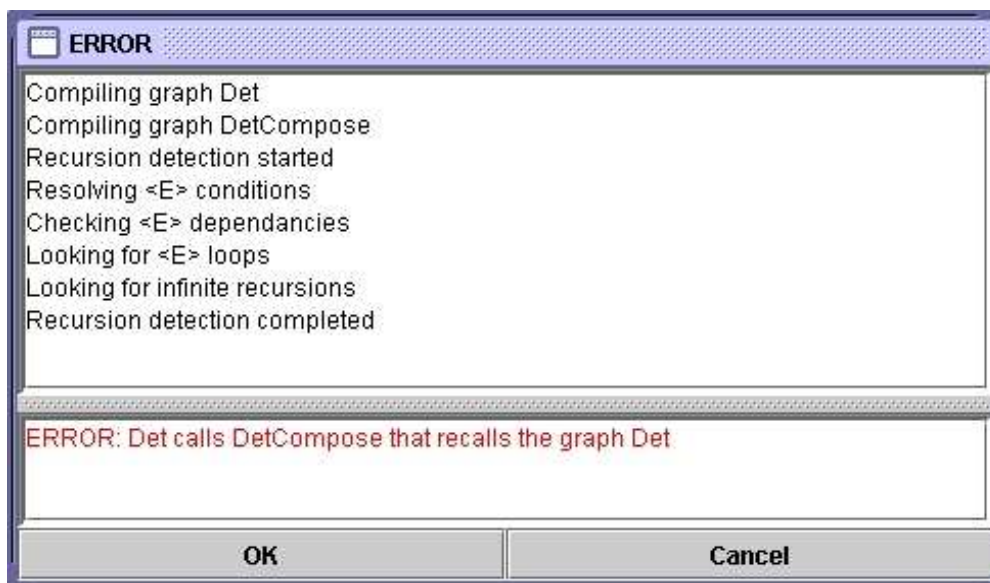 ERROR
Compiling graph Det
Compiling graph DetCompose
Recursion detection started
Resolving <E> conditions
Checking <E> dependancies
Looking for <E> loops
Looking for infinite recursions
Recursion detection completed
ERROR: Det calls DetCompose that recalls the graph Det
OK
Cancel